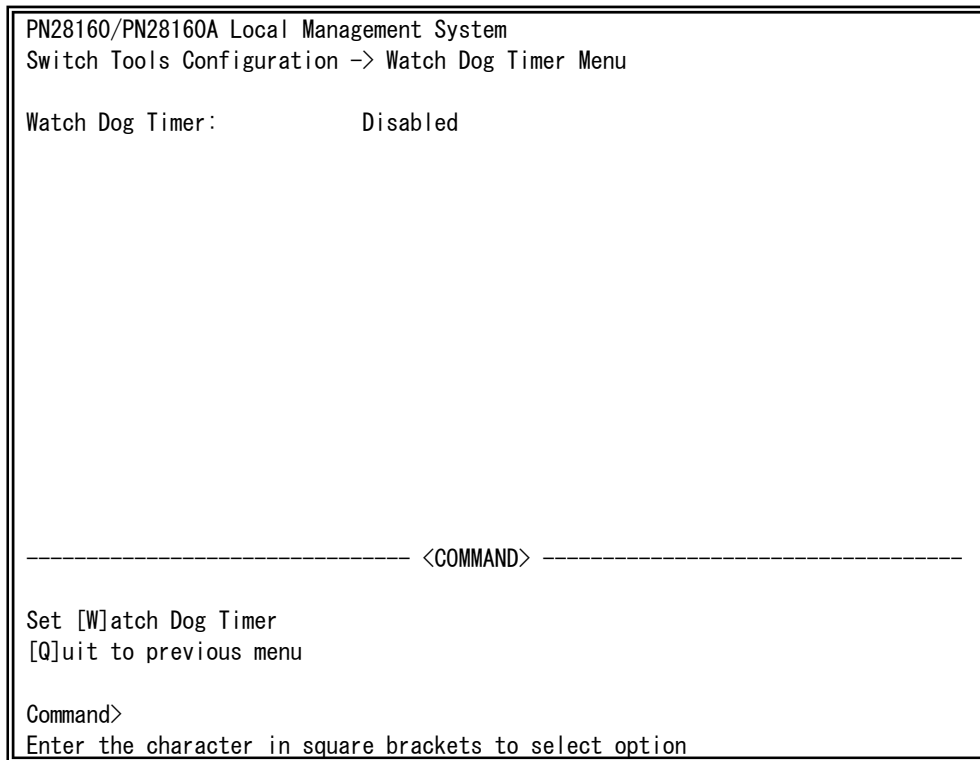 PN28160/PN28160A Local Management System
Switch Tools Configuration -> Watch Dog Timer Menu
Watch Dog Timer: Disabled
-------------------------------- <COMMAND> -----------------------------------
Set [W]atch Dog Timer
[Q]uit to previous menu
Command>
Enter the character in square brackets to select option